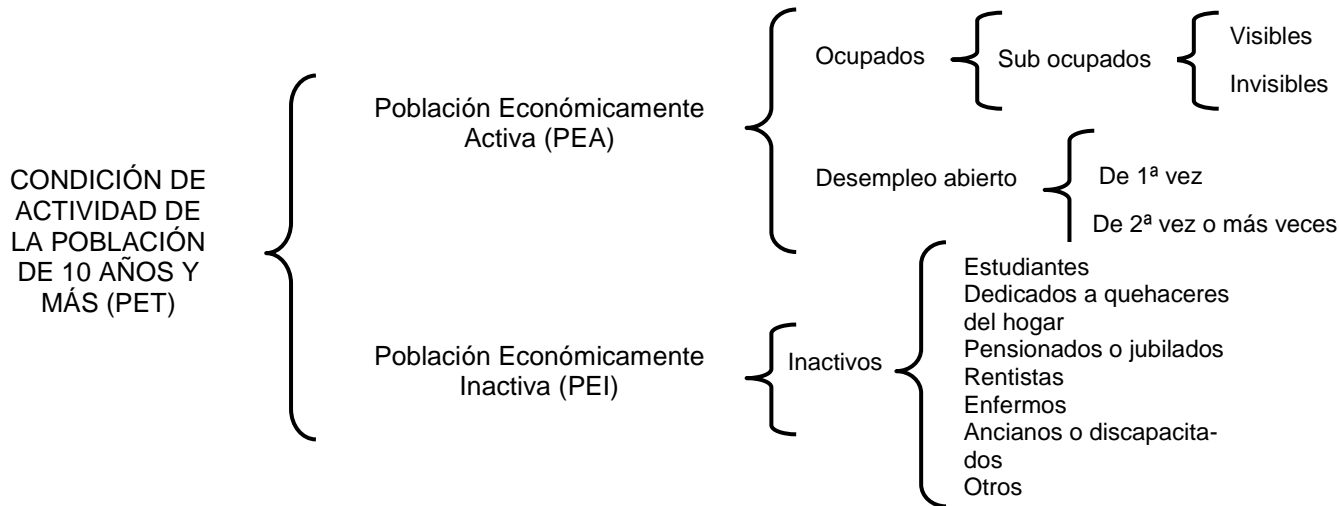 CONDICIÓN DE
ACTIVIDAD DE
LA POBLACIÓN
DE 10 AÑOS Y
MÁS (PET)
Población Económicamente
Activa (PEA)
Ocupados
Sub ocupados
Visibles
Invisibles
Desempleo abierto
De 1ª vez
De 2ª vez o más veces
Población Económicamente
Inactiva (PEI)
Inactivos
Estudiantes
Dedicados a quehaceres
del hogar
Pensionados o jubilados
Rentistas
Enfermos
Ancianos o discapacita-
dos
Otros